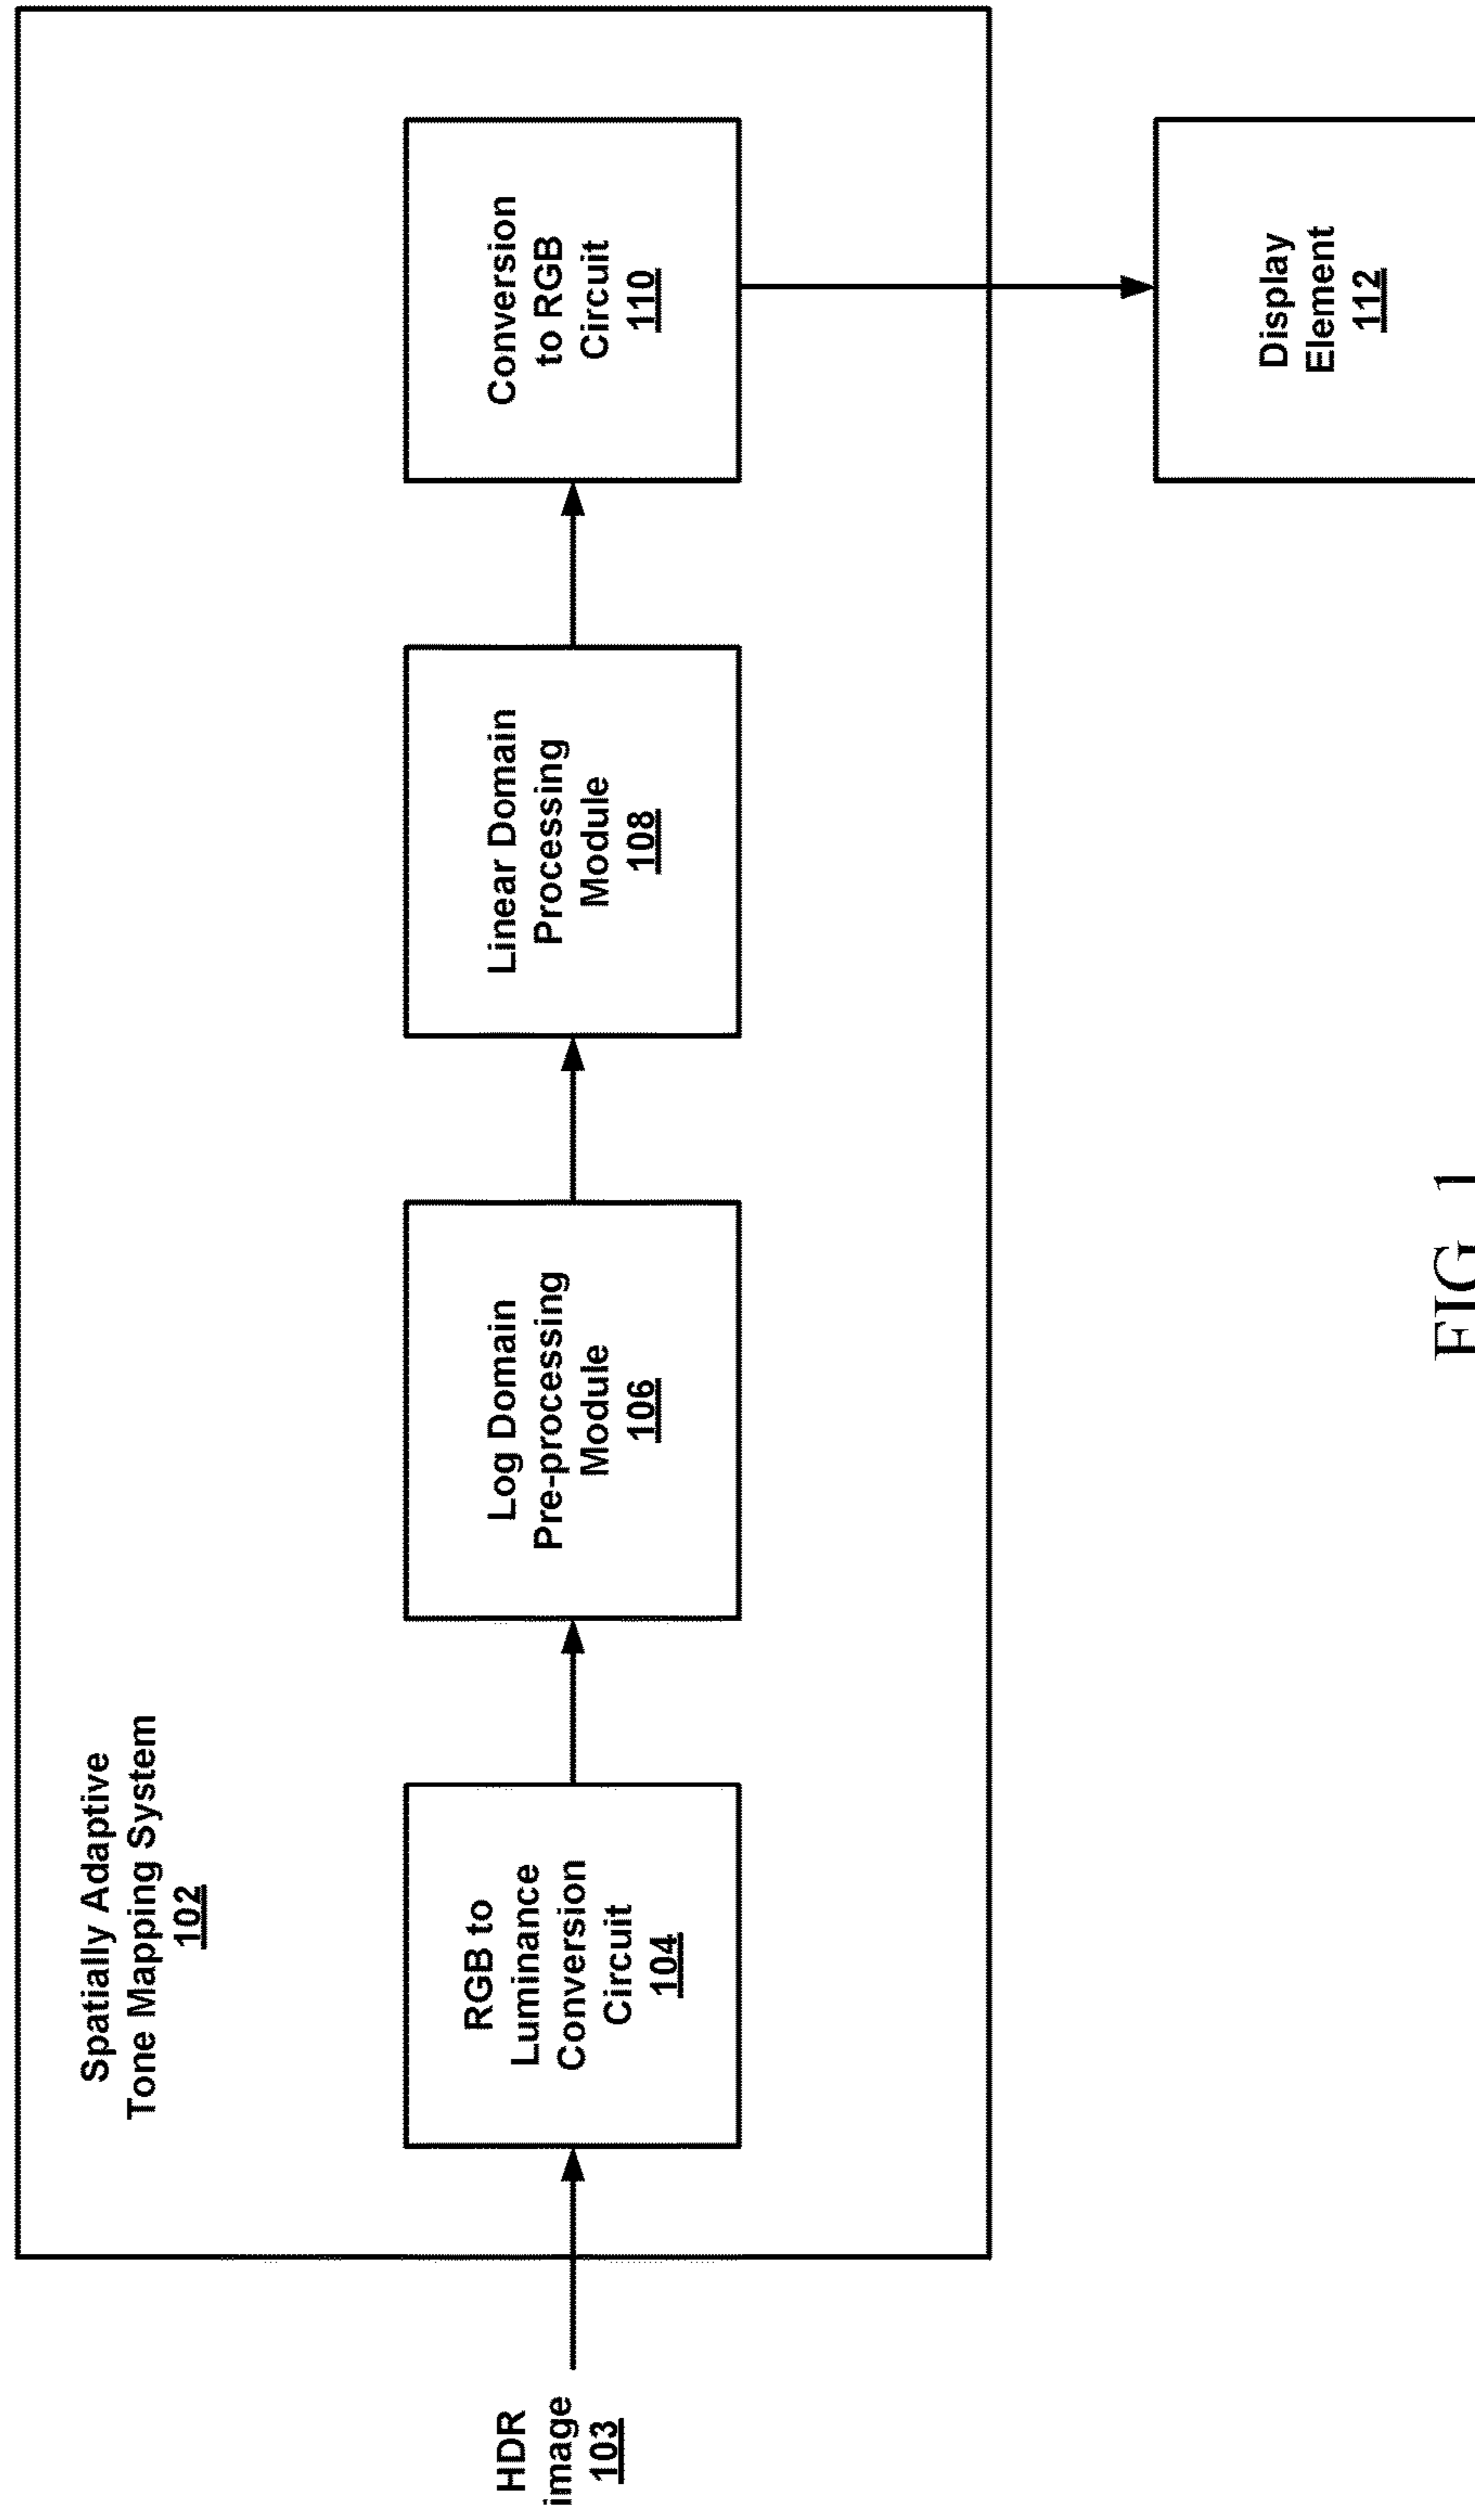 Spatially Adaptive
Tone Mapping System
102
HDR
image
103
RGB to
Luminance
Conversion
Circuit
104
Log Domain
Pre-processing
Module
106
Linear Domain
Processing
Module
108
Conversion
to RGB
Circuit
110
Display
Element
112
FIG. 1